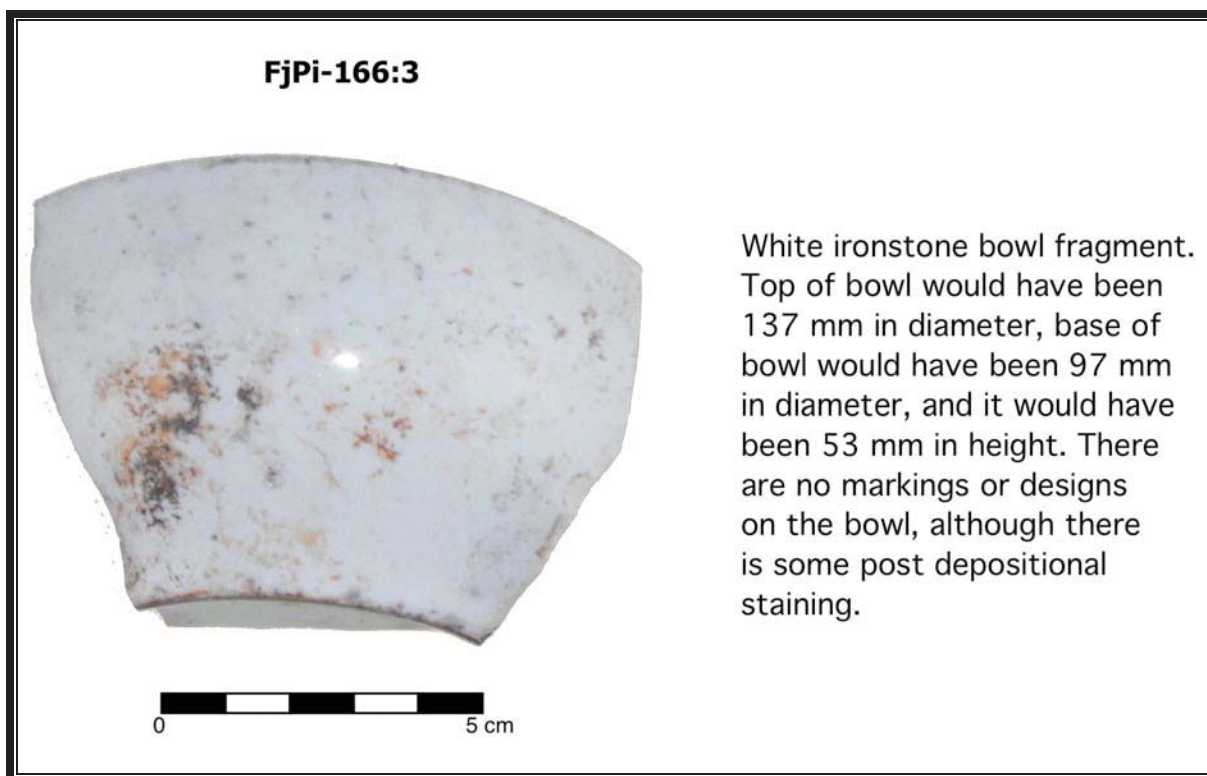 FjPi-166:3
White ironstone bowl fragment.
Top of bowl would have been
137 mm in diameter, base of
bowl would have been 97 mm
in diameter, and it would have
been 53 mm in height. There
are no markings or designs
on the bowl, although there
is some post depositional
staining.
0 5 cm